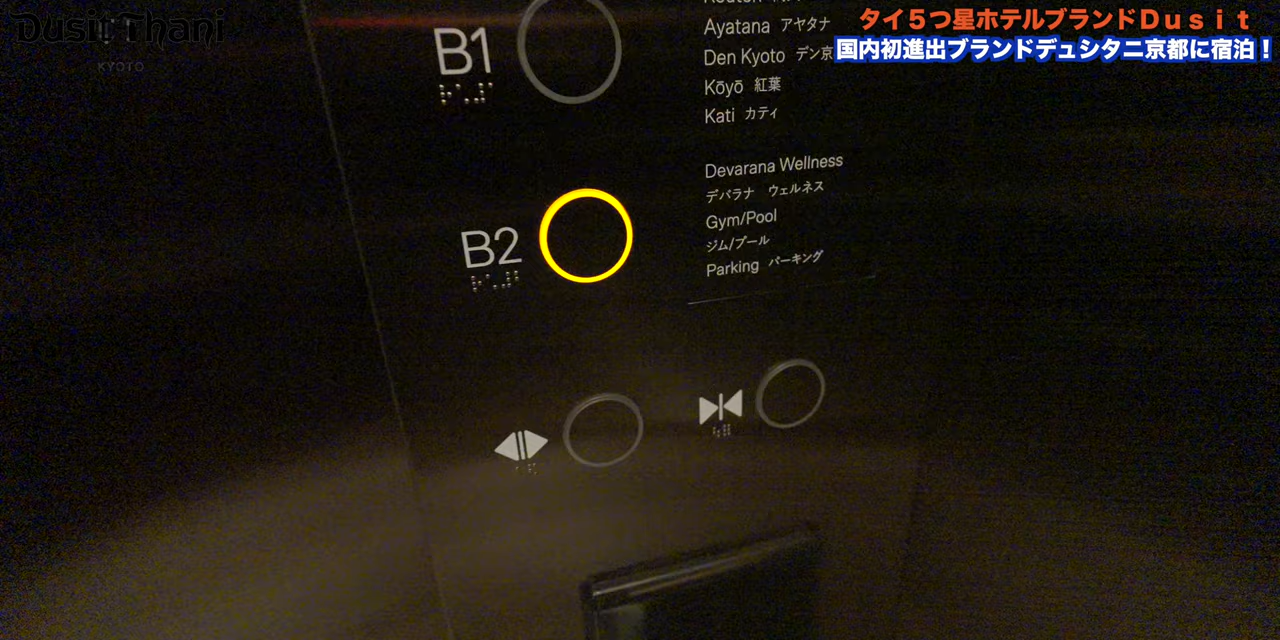 Dusit Thani
KYOTO
タイ５つ星ホテルブランドＤｕｓｉｔ
国内初進出ブランドデュシタニ京都に宿泊！
B1
Ayatana アヤタナ
Den Kyoto デン京
Kōyō 紅葉
Kati カティ
B2
Devarana Wellness
デバラナ ウェルネス
Gym/Pool
ジム/プール
Parking パーキング